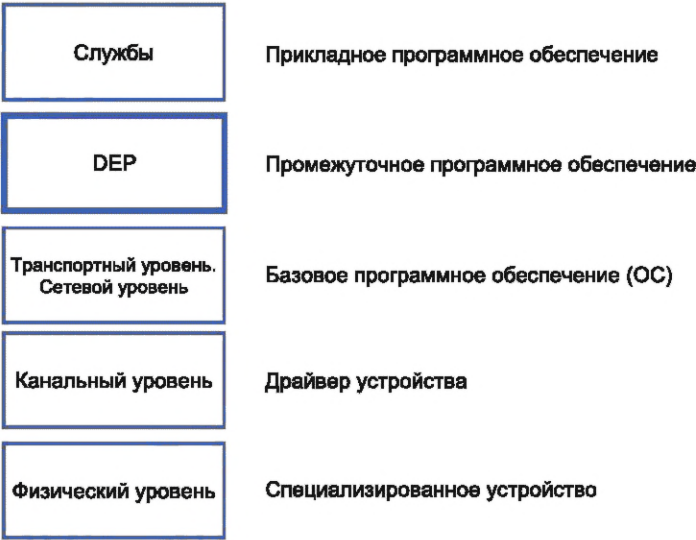 Службы
Прикладное программное обеспечение
DEP
Промежуточное программное обеспечение
Транспортный уровень.
Сетевой уровень
Базовое программное обеспечение (ОС)
Канальный уровень
Драйвер устройства
Физический уровень
Специализированное устройство